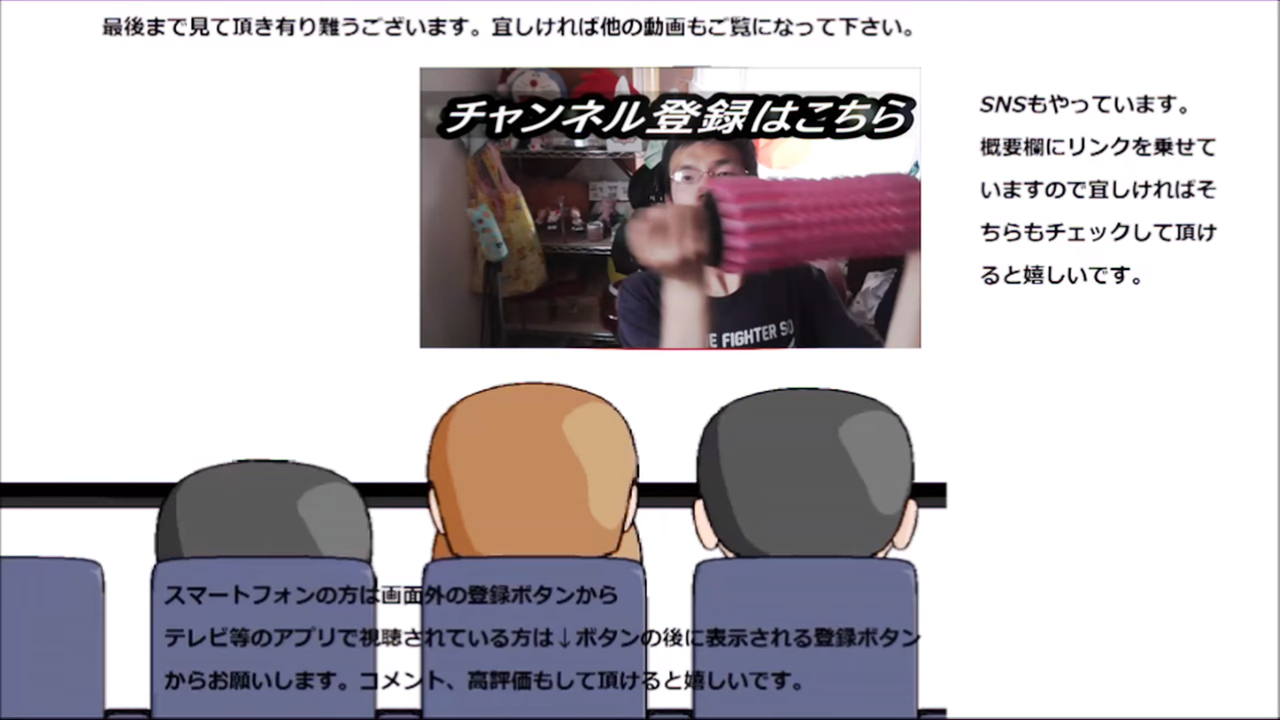 最後まで見て頂き有り難うございます。宜しければ他の動画もご覧になって下さい。
チャンネル登録はこちら
E FIGHTER SO
SNSもやっています。
概要欄にリンクを乗せて
いますので宜しければそ
ちらもチェックして頂け
ると嬉しいです。
スマートフォンの方は画面外の登録ボタンから
テレビ等のアプリで視聴されている方は↓ボタンの後に表示される登録ボタン
からお願いします。コメント、高評価もして頂けると嬉しいです。